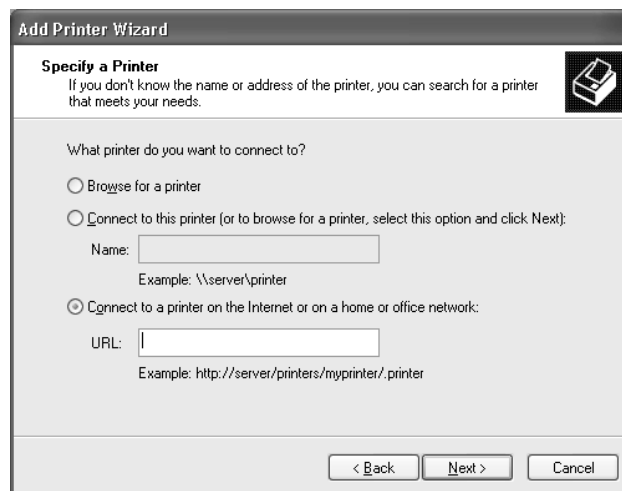 Add Printer Wizard
Specify a Printer
If you don't know the name or address of the printer, you can search for a printer
that meets your needs.
What printer do you want to connect to?
Browse for a printer
Connect to this printer (or to browse for a printer, select this option and click Next):
Name:
Example: \\server\printer
Connect to a printer on the Internet or on a home or office network:
URL:
Example: http://server/printers/myprinter/.printer
< Back Next > Cancel